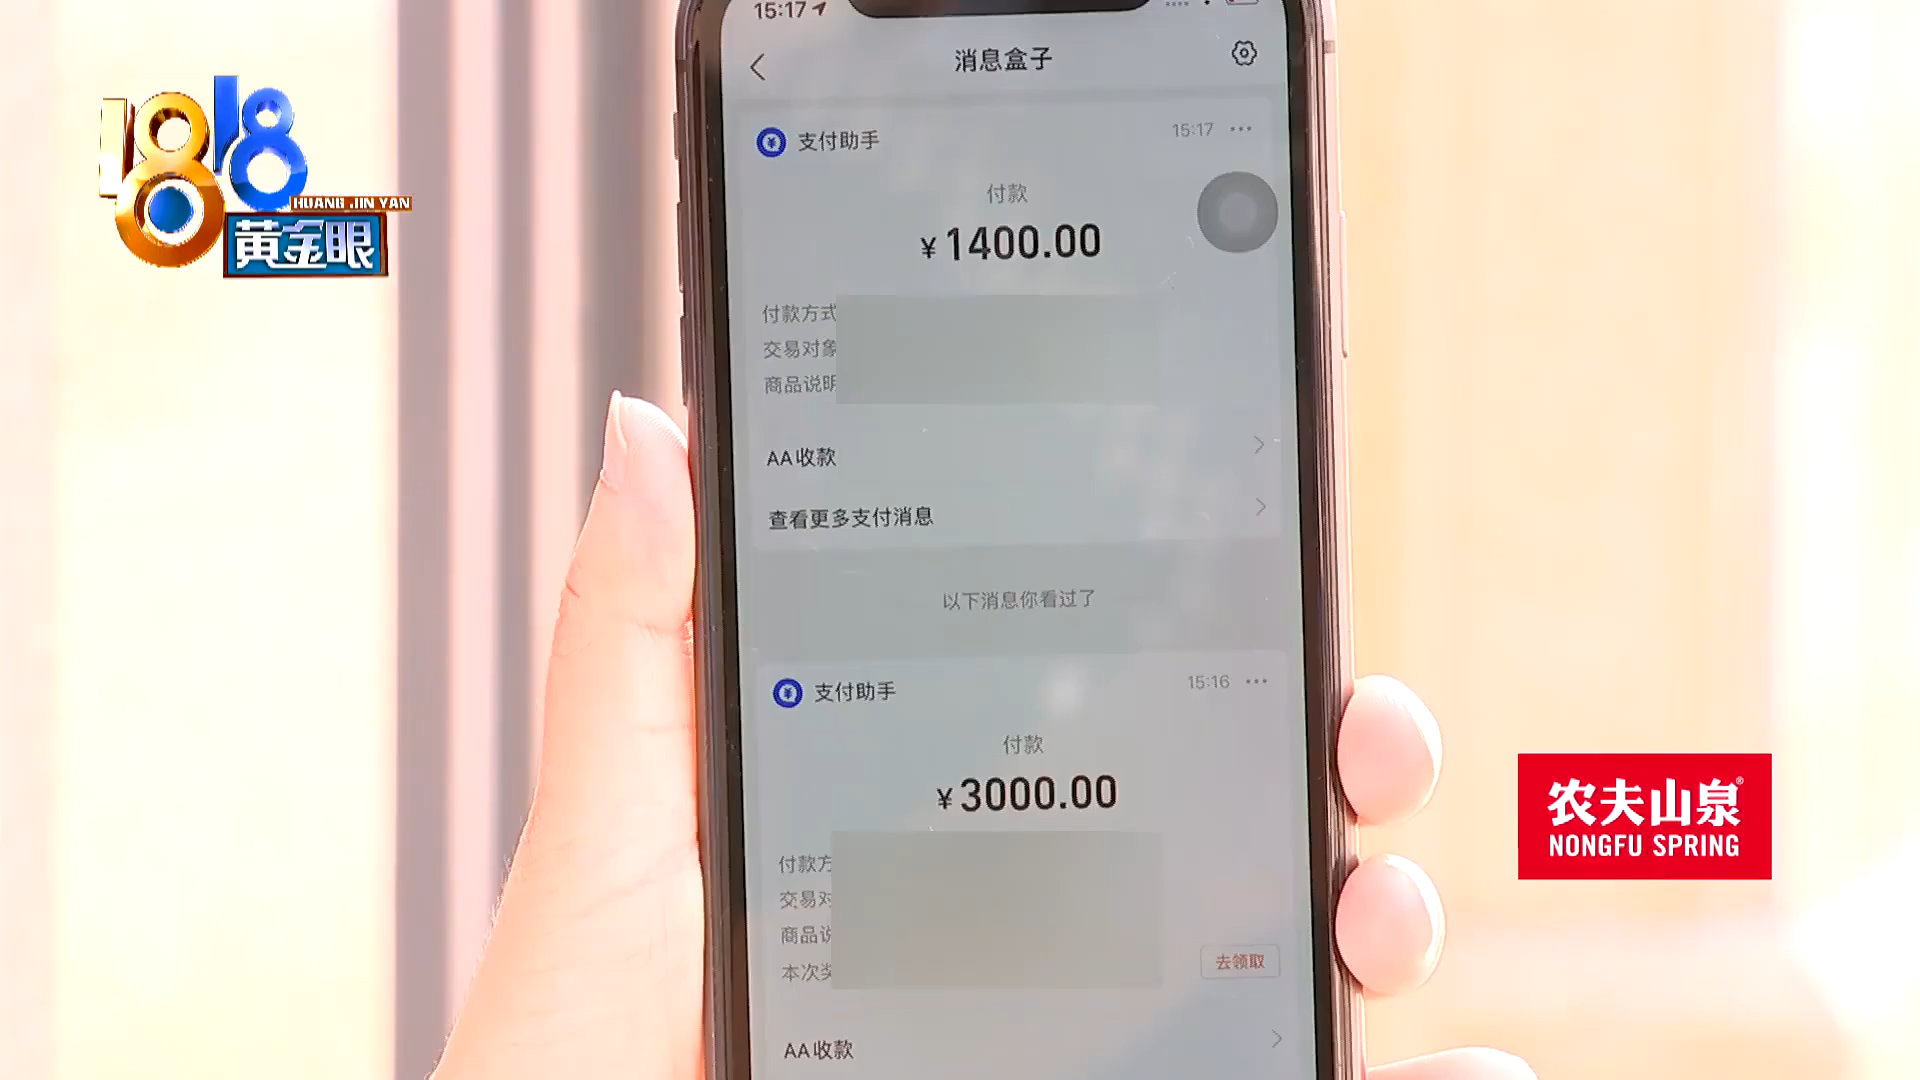 1818
HUANG JIN YAN
黄金眼
15:17
消息盒子
支付助手
15:17
付款
¥1400.00
付款方式
交易对象
商品说明
AA收款
查看更多支付消息
以下消息你看过了
支付助手
15:16
付款
¥3000.00
付款方
交易对
商品说
本次奖
去领取
AA收款
农夫山泉®
NONGFU SPRING